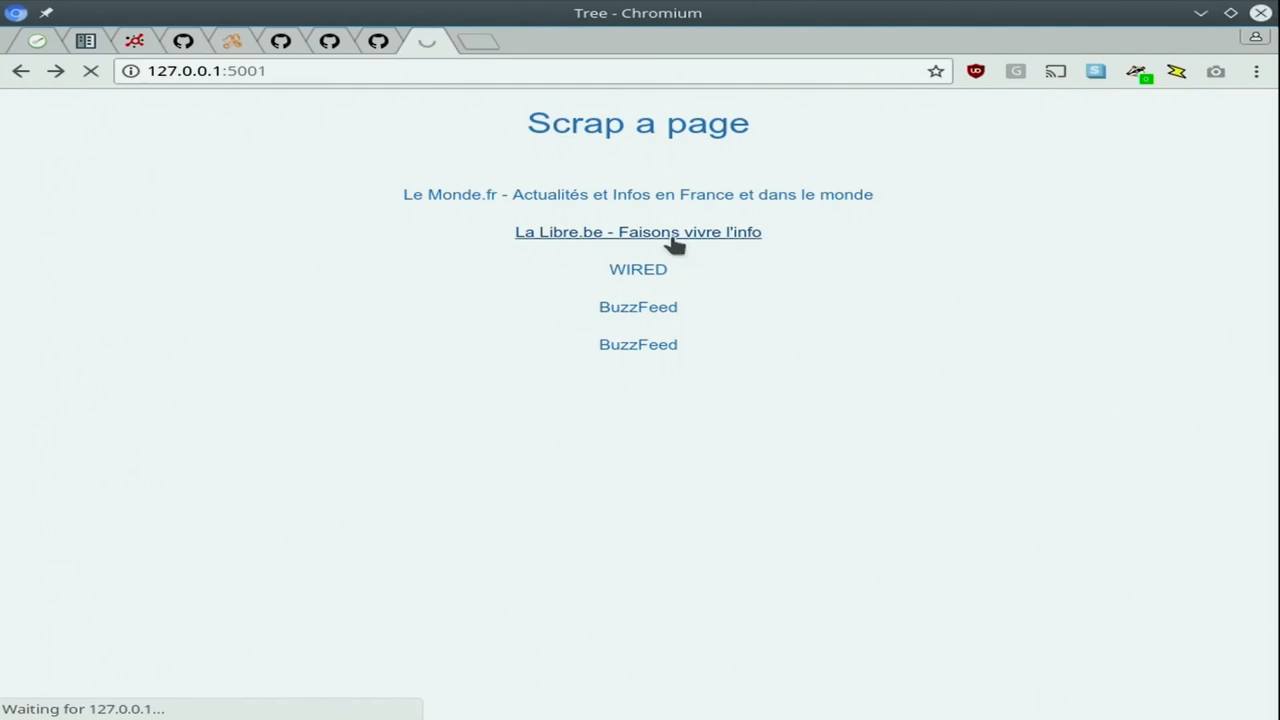 Tree - Chromium
127.0.0.1:5001
Scrap a page
Le Monde.fr - Actualités et Infos en France et dans le monde
La Libre.be - Faisons vivre l'info
WIRED
BuzzFeed
BuzzFeed
Waiting for 127.0.0.1...